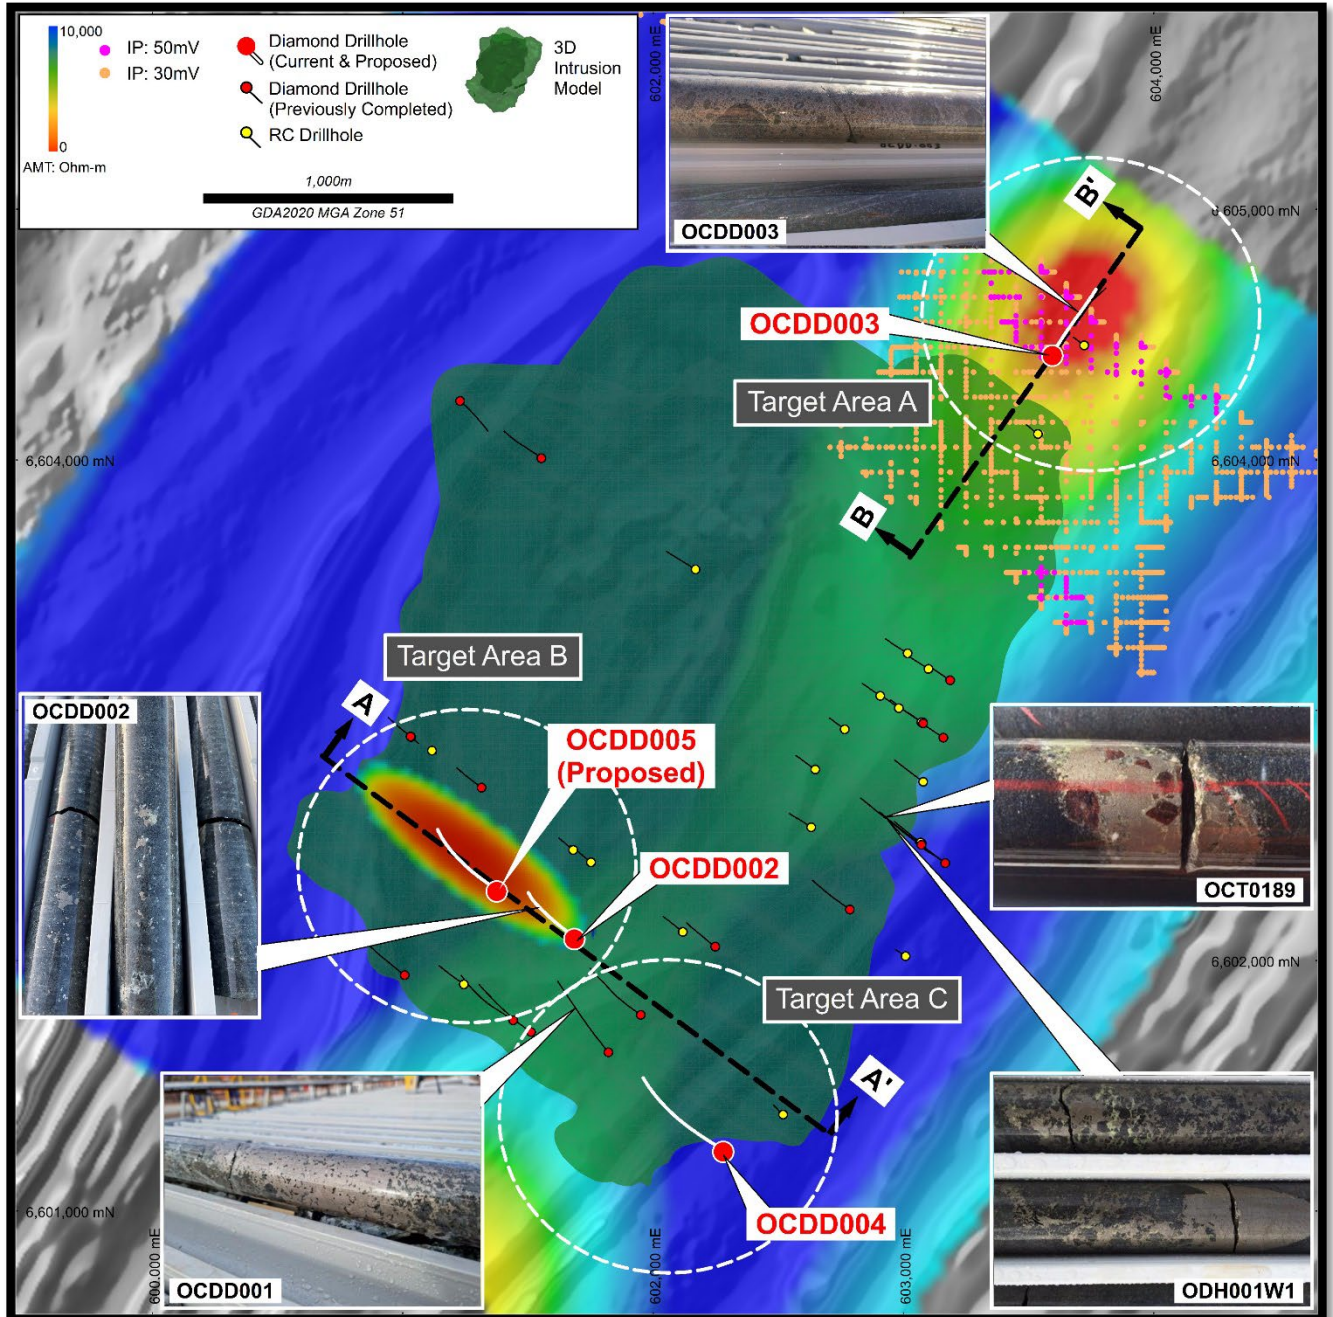 10,000
0
AMT: Ohm-m
IP: 50mV
IP: 30mV
Diamond Drillhole
(Current & Proposed)
Diamond Drillhole
(Previously Completed)
RC Drillhole
3D
Intrusion
Model
1,000m
GDA2020 MGA Zone 51
602,000 mE
604,000 mE
OCDD003
B'
6,605,000 mN
OCDD003
Target Area A
6,604,000 mN
6,604,000 mN
B
Target Area B
A
OCDD002
OCDD005
(Proposed)
OCDD002
OCT0189
6,602,000 mN
Target Area C
A'
OCDD004
6,601,000 mN
OCDD001
ODH001W1
600,000 mE
602,000 mE
603,000 mE